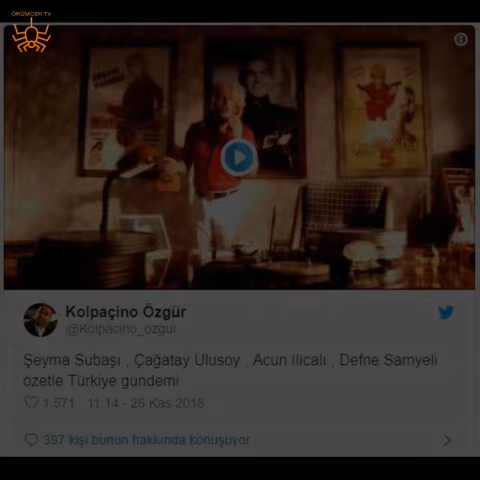 ÖRÜMCEK TV
Kolpaçino Özgür
@Kolpacino_ozgur
Şeyma Subaşı , Çağatay Ulusoy , Acun Ilıcalı , Defne Samyeli
özetle Türkiye gündemi
1.571 11:14 - 26 Kas 2018
397 kişi bunun hakkında konuşuyor